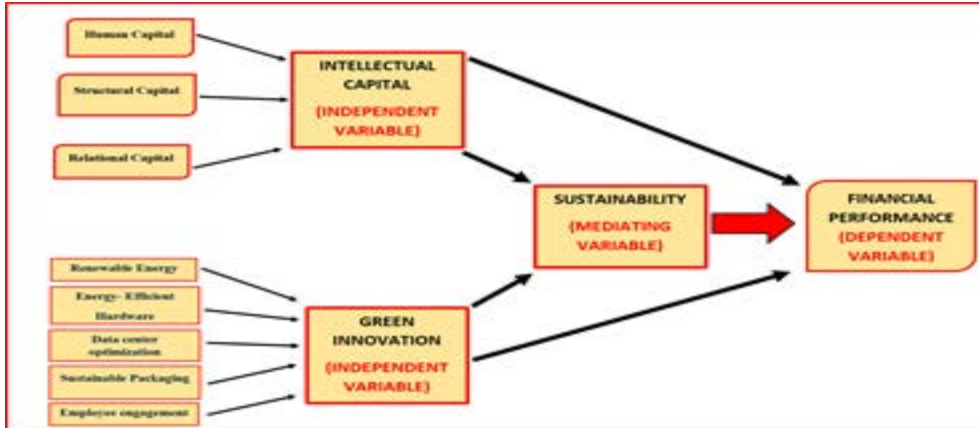 Human Capital
Structural Capital
Relational Capital
INTELLECTUAL
CAPITAL
(INDEPENDENT
VARIABLE)
SUSTAINABILITY
(MEDIATING
VARIABLE)
FINANCIAL
PERFORMANCE
(DEPENDENT
VARIABLE)
Renewable Energy
Energy- Efficient
Hardware
Data center
optimization
Sustainable Packaging
Employee engagement
GREEN
INNOVATION
(INDEPENDENT
VARIABLE)